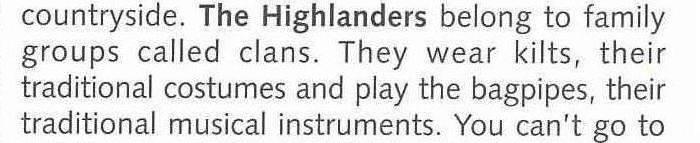 countryside. The Highlanders belong to family
groups called clans. They wear kilts, their
traditional costumes and play the bagpipes, their
traditional musical instruments. You can't go to